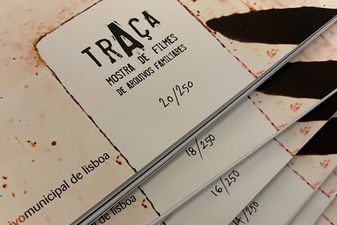 TRAÇA
MOSTRA DE FILMES
DE ARQUIVOS FAMILIARES
20/250
municipal de lisboa
18/250
de lisboa
16/250